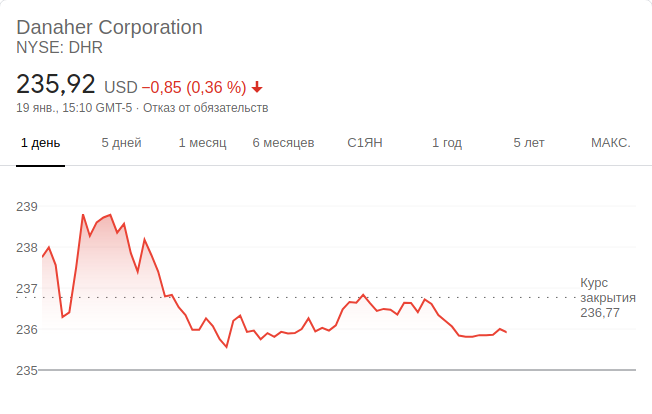 Danaher Corporation
NYSE: DHR
235,92 USD −0,85 (0,36 %)
19 янв., 15:10 GMT-5 · Отказ от обязательств
1 день 5 дней 1 месяц 6 месяцев С1ЯН 1 год 5 лет МАКС.
239
238
237
236
235
Курс
закрытия
236,77